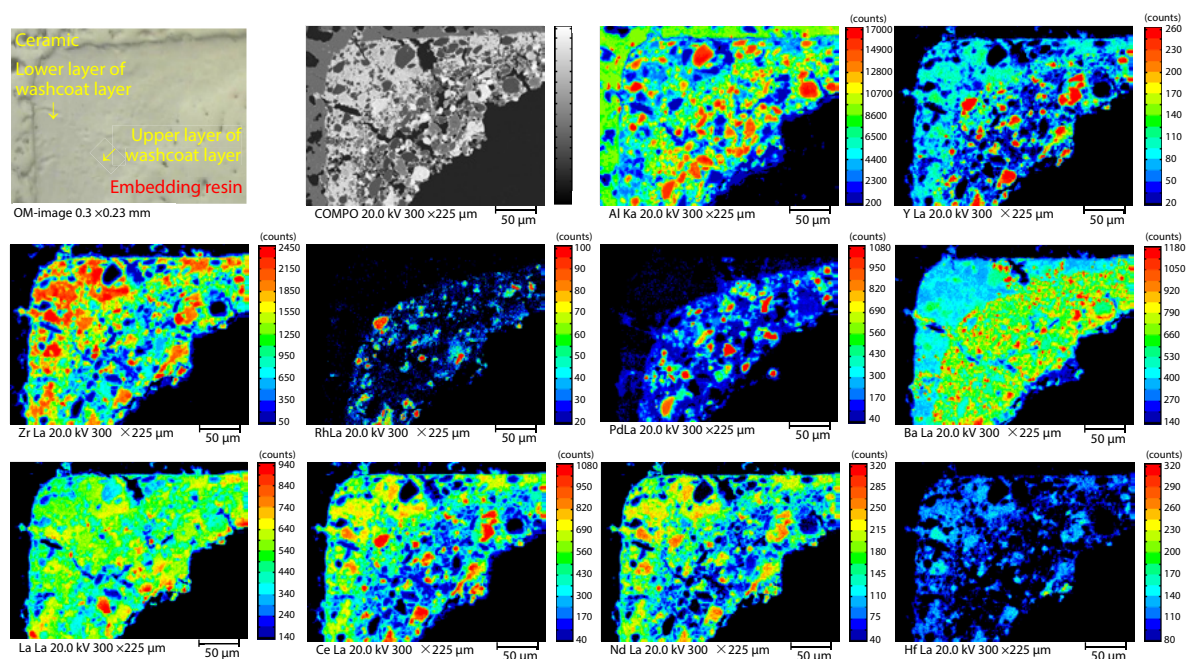 Ceramic
Lower layer of
washcoat layer
Upper layer of
washcoat layer
Embedding resin
OM-image 0.3 ×0.23 mm
COMPO 20.0 kV 300 ×225 µm
50 µm
(counts)
17000
14900
12800
10700
8600
6500
4400
2300
200
Al Ka 20.0 kV 300 ×225 µm
50 µm
(counts)
260
240
220
200
180
160
140
120
100
80
60
40
20
Y La 20.0 kV 300 ×225 µm
50 µm
(counts)
2450
2150
1850
1550
1250
950
650
350
50
Zr La 20.0 kV 300 ×225 µm
50 µm
(counts)
100
90
80
70
60
50
40
30
20
RhLa 20.0 kV 300 ×225 µm
50 µm
(counts)
1080
950
820
690
560
430
300
170
40
PdLa 20.0 kV 300 ×225 µm
50 µm
(counts)
1180
1050
920
790
660
530
400
270
140
Ba La 20.0 kV 300 ×225 µm
50 µm
(counts)
940
840
740
640
540
440
340
240
140
La La 20.0 kV 300 ×225 µm
50 µm
(counts)
1080
950
820
690
560
430
300
170
40
Ce La 20.0 kV 300 ×225 µm
50 µm
(counts)
320
285
250
215
180
145
110
75
40
Nd La 20.0 kV 300 ×225 µm
50 µm
(counts)
320
290
260
230
200
170
140
110
80
Hf La 20.0 kV 300 ×225 µm
50 µm